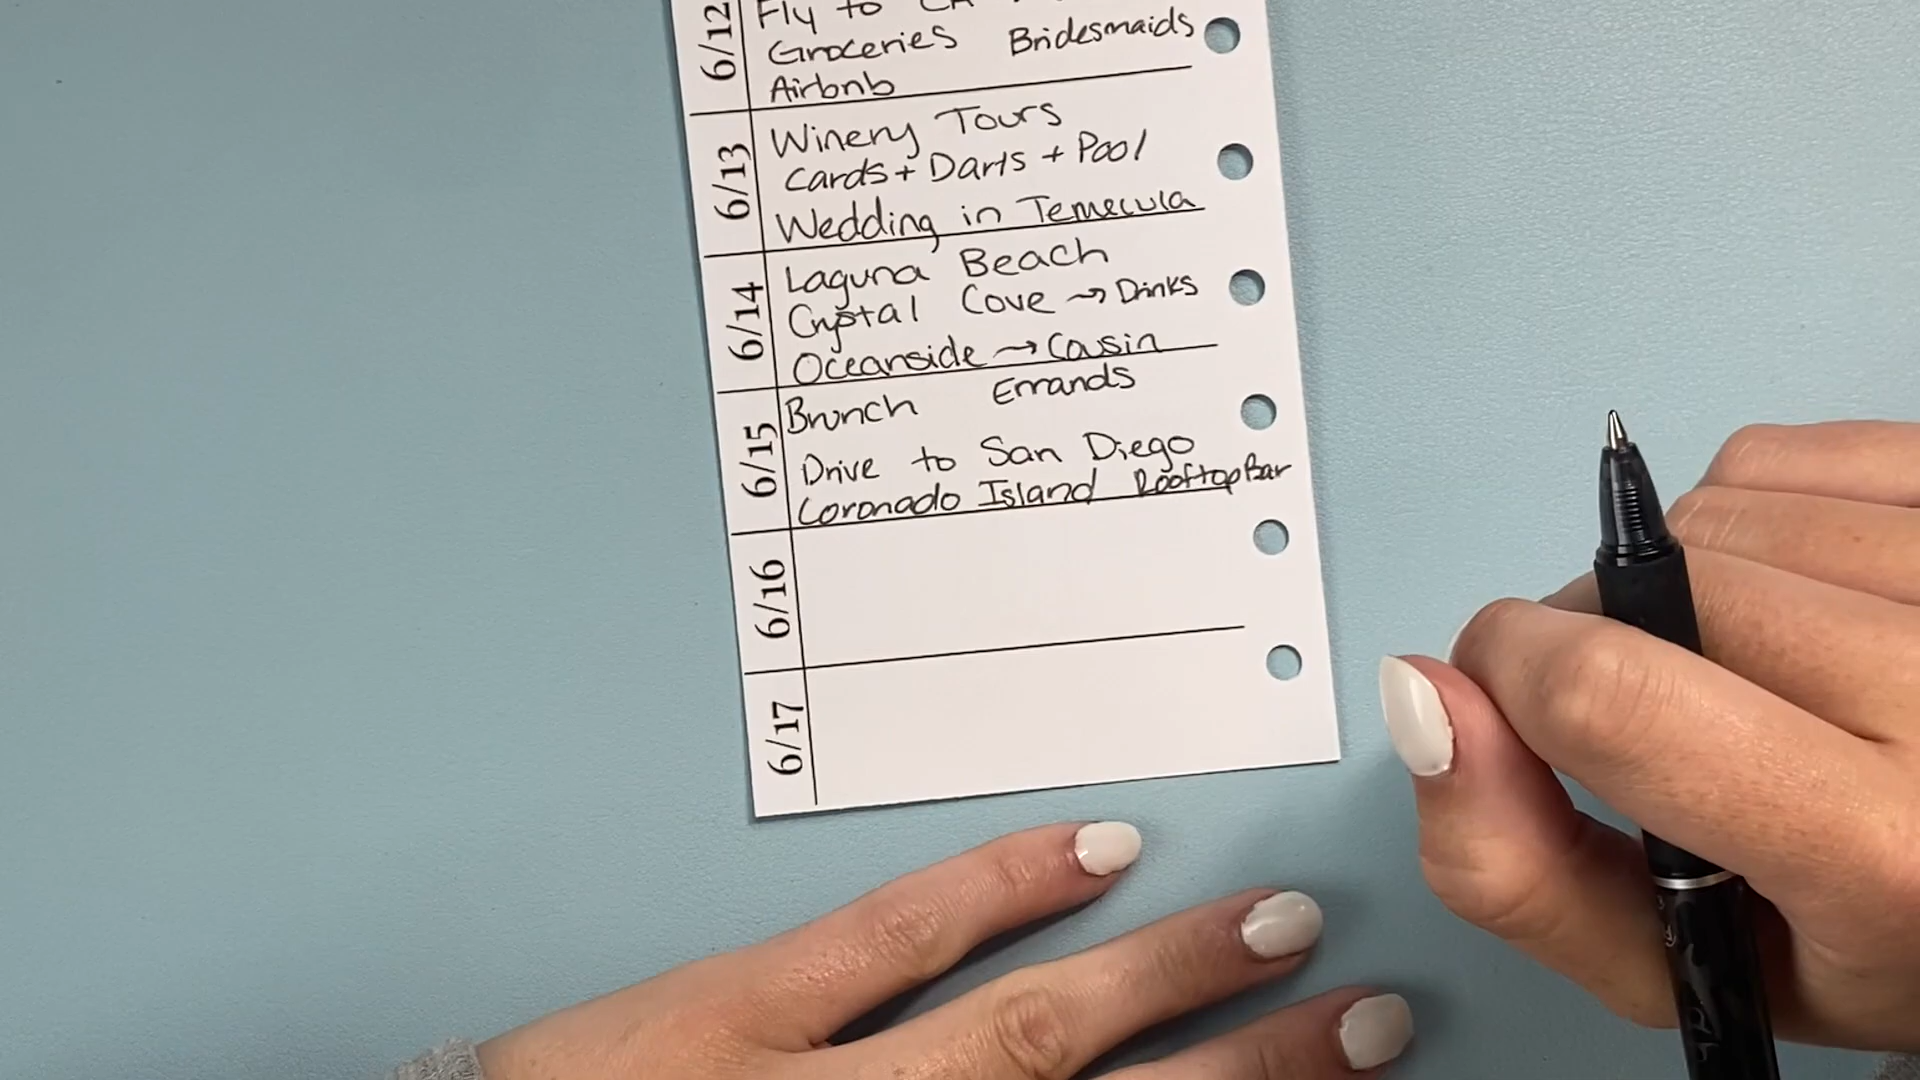 6/12
Fly to CA
Groceries Bridesmaids
Airbnb
6/13
Winery Tours
Cards + Darts + Pool
Wedding in Temecula
6/14
Laguna Beach
Crystal Cove → Drinks
Oceanside → Cousin
6/15
Brunch Errands
Drive to San Diego
Coronado Island Rooftop Bar
6/16
6/17